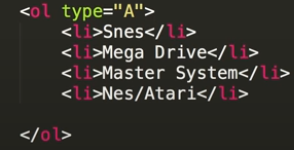 <ol type="A">
<li>Snes</li>
<li>Mega Drive</li>
<li>Master System</li>
<li>Nes/Atari</li>
</ol>